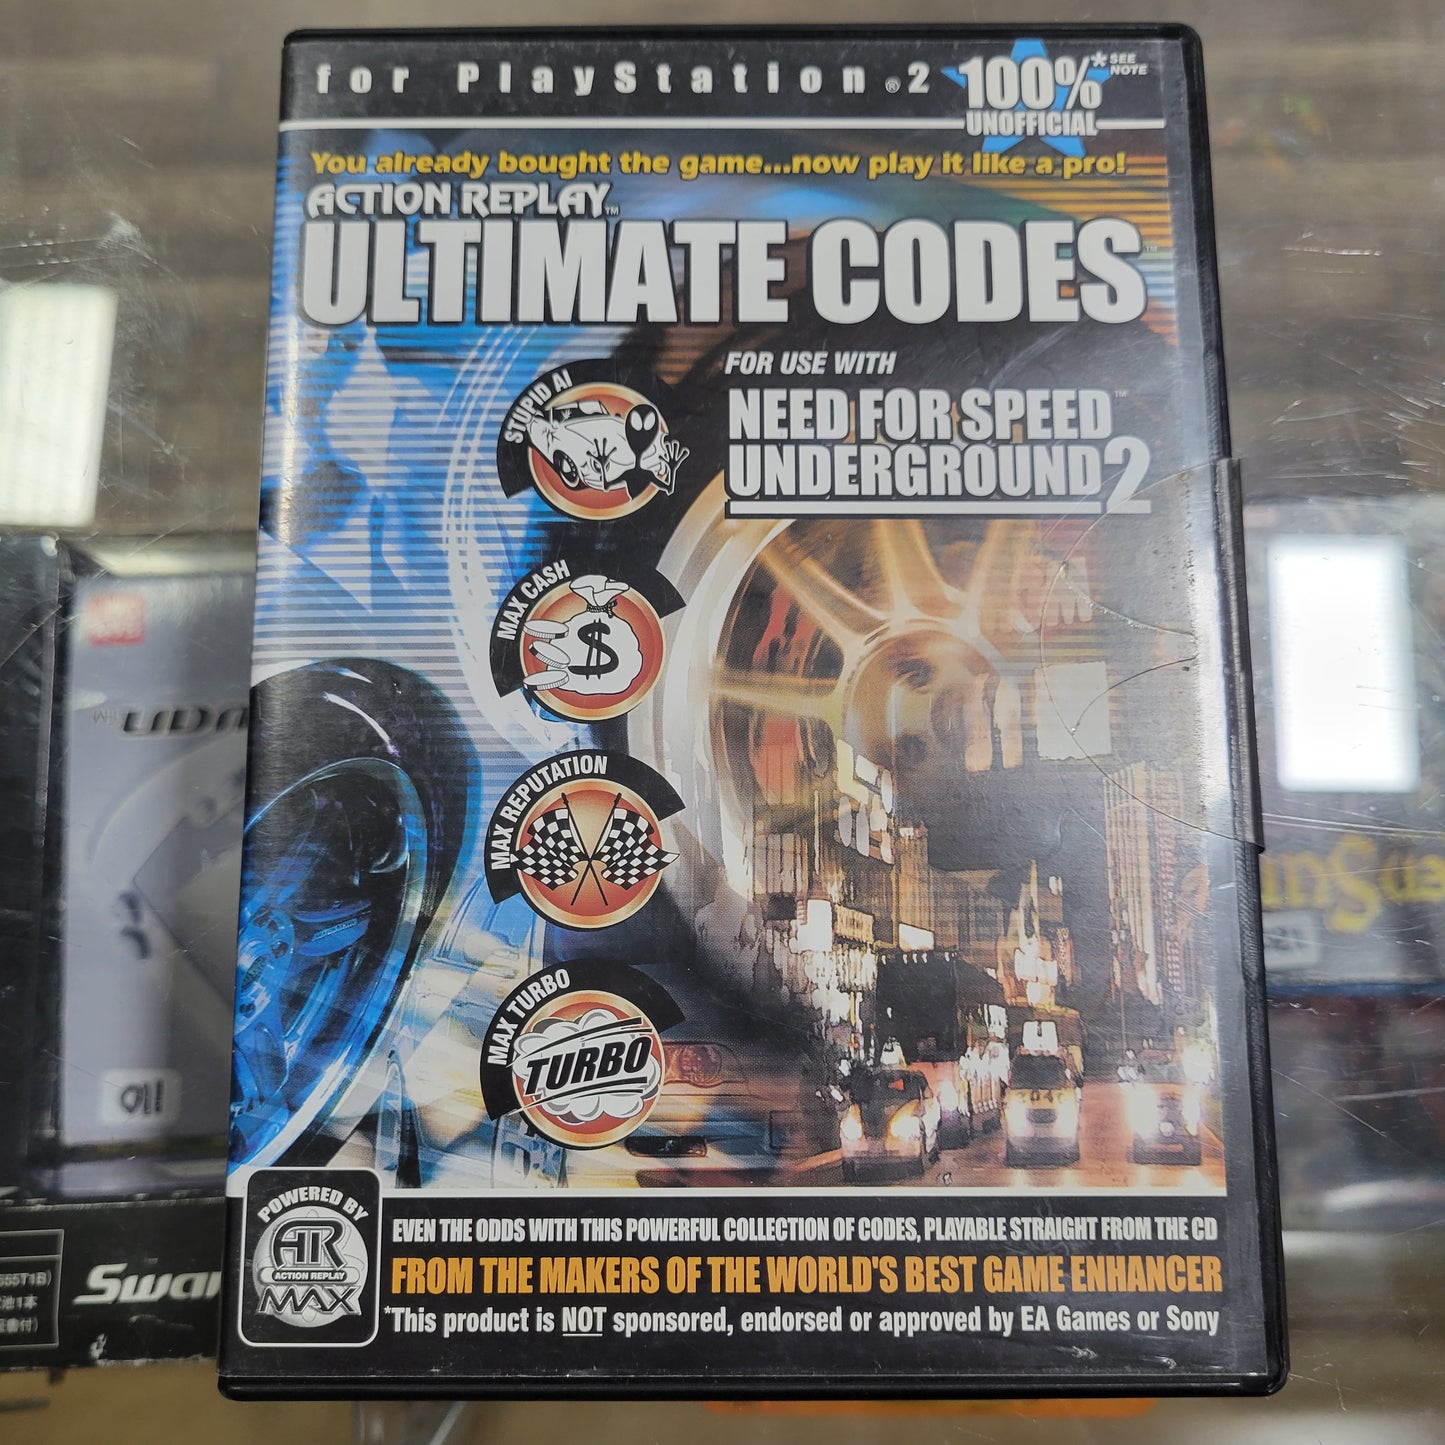 for PlayStation®2
100%* SEE NOTE
UNOFFICIAL
You already bought the game...now play it like a pro!
ACTION REPLAY™
ULTIMATE CODES™
FOR USE WITH
NEED FOR SPEED™
UNDERGROUND 2
STUPID AI
MAX CASH
$
MAX REPUTATION
MAX TURBO
TURBO
POWERED BY
AR
ACTION REPLAY
MAX
EVEN THE ODDS WITH THIS POWERFUL COLLECTION OF CODES, PLAYABLE STRAIGHT FROM THE CD
FROM THE MAKERS OF THE WORLD'S BEST GAME ENHANCER
*This product is NOT sponsored, endorsed or approved by EA Games or Sony